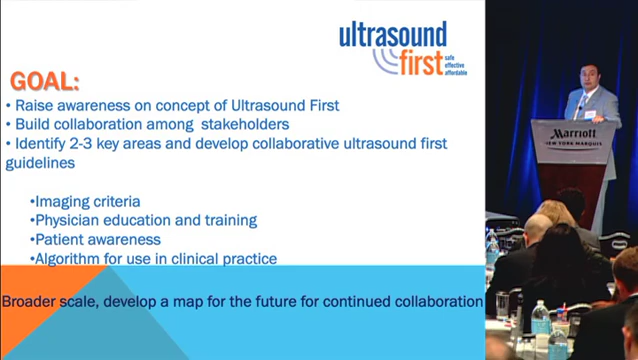 ultrasound
first
safe
effective
affordable
GOAL:
• Raise awareness on concept of Ultrasound First
• Build collaboration among stakeholders
• Identify 2-3 key areas and develop collaborative ultrasound first
guidelines
•Imaging criteria
•Physician education and training
•Patient awareness
•Algorithm for use in clinical practice
Broader scale, develop a map for the future for continued collaboration
Marriott
NEW YORK MARQUIS